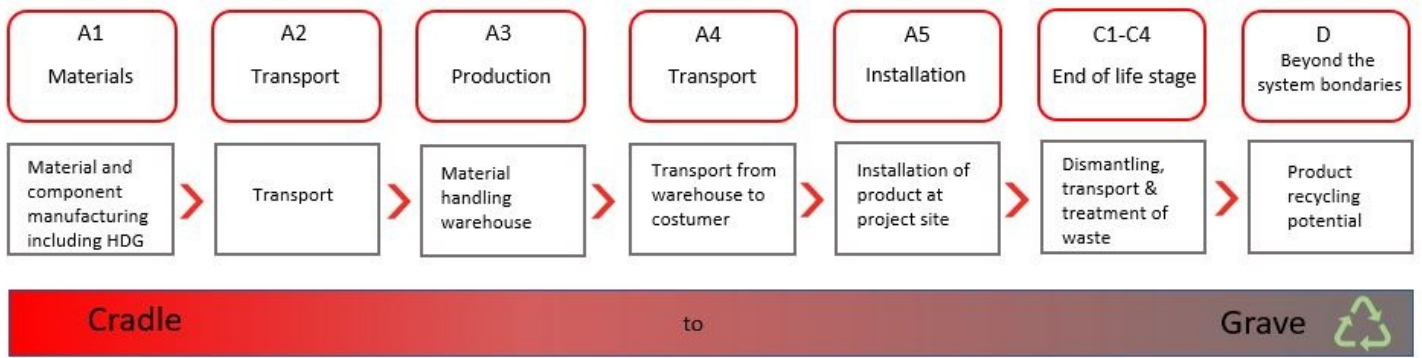 A1
Materials
A2
Transport
A3
Production
A4
Transport
A5
Installation
C1-C4
End of life stage
D
Beyond the
system bondaries
Material and
component
manufacturing
including HDG
Transport
Material
handling
warehouse
Transport from
warehouse to
costumer
Installation of
product at
project site
Dismantling,
transport &
treatment of
waste
Product
recycling
potential
Cradle
to
Grave